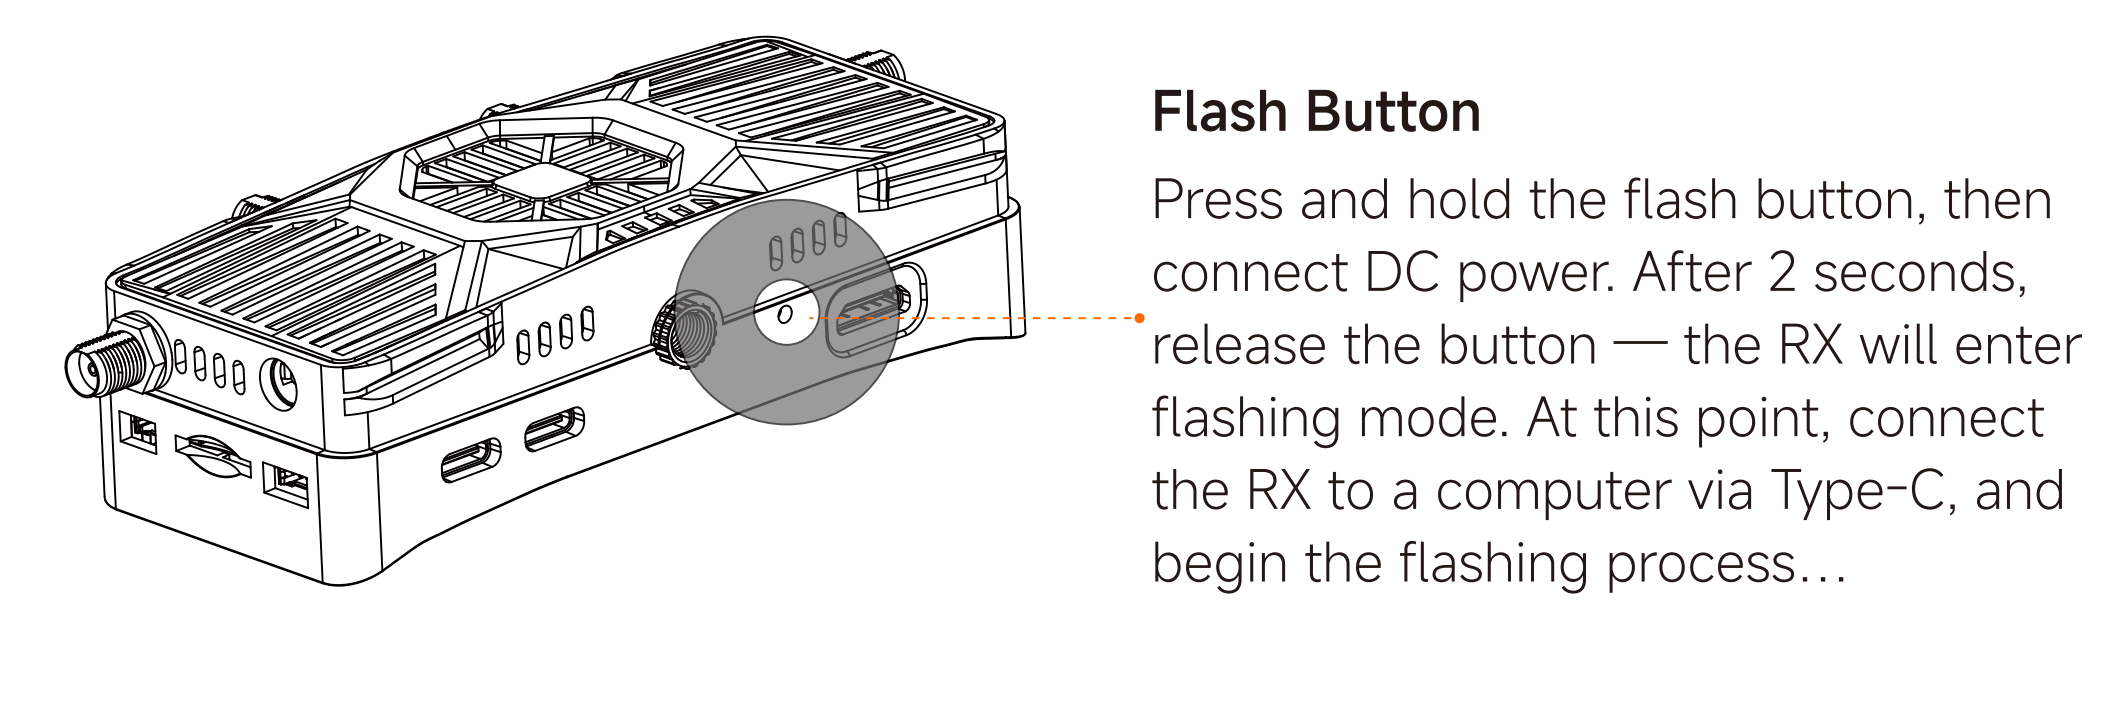 Flash Button
Press and hold the flash button, then
connect DC power. After 2 seconds,
release the button — the RX will enter
flashing mode. At this point, connect
the RX to a computer via Type-C, and
begin the flashing process...